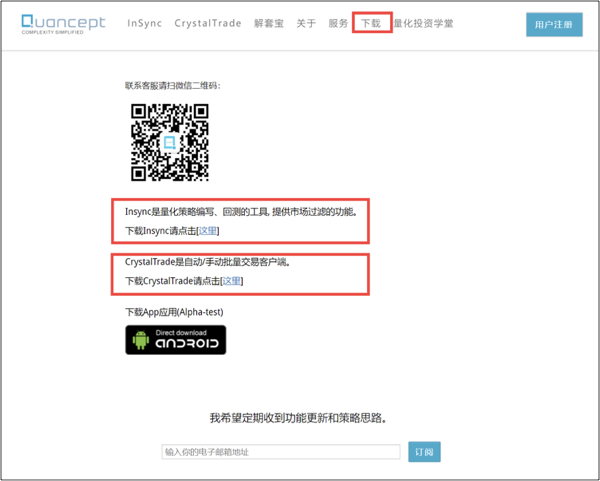 Quancept
COMPLEXITY SIMPLIFIED
InSync CrystalTrade 解套宝 关于 服务 下载 量化投资学堂 用户注册
联系客服请扫微信二维码：
Insync是量化策略编写、回测的工具, 提供市场过滤的功能。
下载Insync请点击[这里]
CrystalTrade是自动/手动批量交易客户端。
下载CrystalTrade请点击[这里]
下载App应用(Alpha-test)
Direct download
ANDROID
我希望定期收到功能更新和策略思路。
输入你的电子邮箱地址 订阅